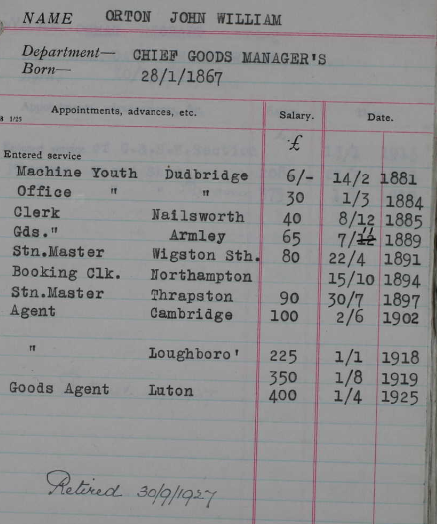 NAME ORTON JOHN WILLIAM
Department— CHIEF GOODS MANAGER'S
Born— 28/1/1867
B 1/25 Appointments, advances, etc. Salary. Date.
£
Entered service
Machine Youth Dudbridge 6/- 14/2 1881
Office " " 30 1/3 1884
Clerk Nailsworth 40 8/12 1885
Gds." Armley 65 7/11 1889
Stn.Master Wigston Sth. 80 22/4 1891
Booking Clk. Northampton 15/10 1894
Stn.Master Thrapston 90 30/7 1897
Agent Cambridge 100 2/6 1902
" Loughboro' 225 1/1 1918
350 1/8 1919
Goods Agent Luton 400 1/4 1925
Retired 30/9/1927